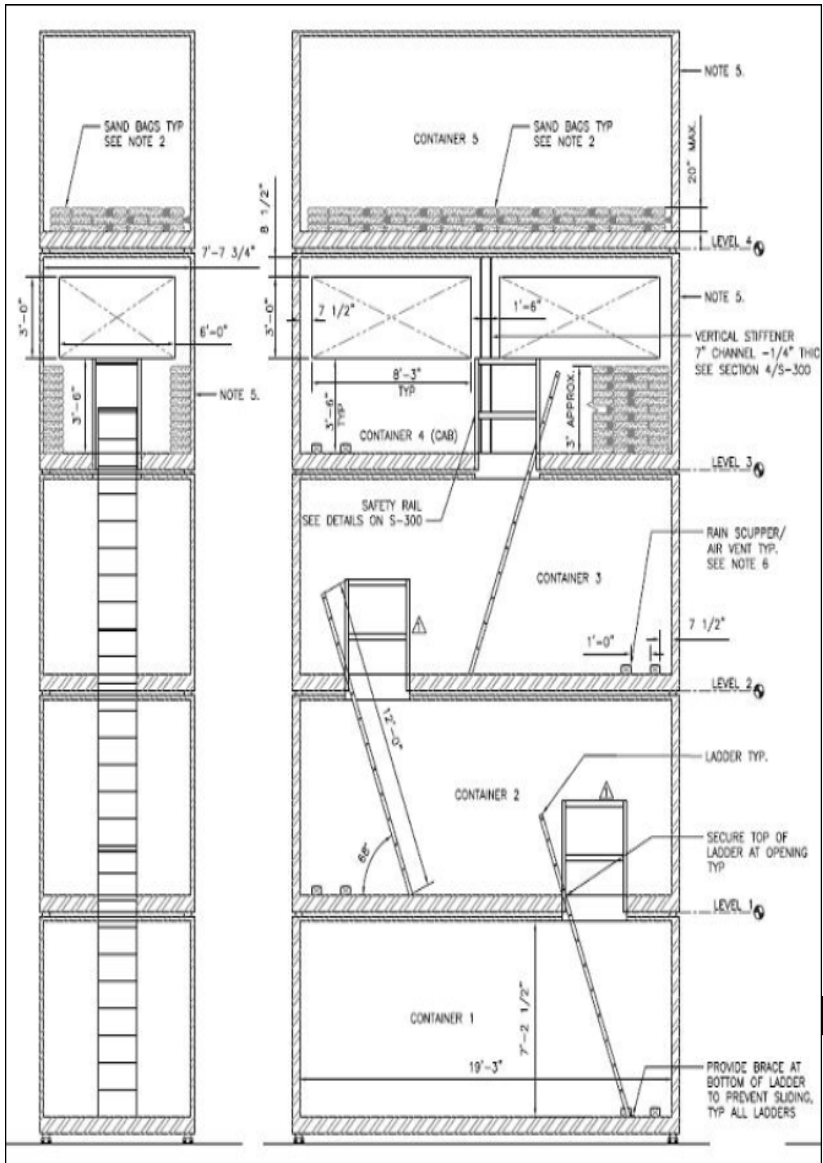 NOTE 5.
SAND BAGS TYP
SEE NOTE 2
CONTAINER 5
SAND BAGS TYP
SEE NOTE 2
20" MAX.
8 1/2"
LEVEL 4
7'-7 3/4"
3'-0"
6'-0"
3'-0"
7 1/2"
1'-6"
NOTE 5.
VERTICAL STIFFENER
7" CHANNEL -1/4" THIC
SEE SECTION 4/S-300
8'-3"
TYP
3'-6"
NOTE 5.
3'-6"
TYP
CONTAINER 4 (CAB)
3' APPROX.
LEVEL 3
SAFETY RAIL
SEE DETAILS ON S-300
RAIN SCUPPER/
AIR VENT TYP.
SEE NOTE 6
CONTAINER 3
1
1'-0"
7 1/2"
LEVEL 2
12'-0"
LADDER TYP.
CONTAINER 2
1
SECURE TOP OF
LADDER AT OPENING
TYP
68°
LEVEL 1
CONTAINER 1
7'-2 1/2"
19'-3"
PROVIDE BRACE AT
BOTTOM OF LADDER
TO PREVENT SLIDING,
TYP ALL LADDERS